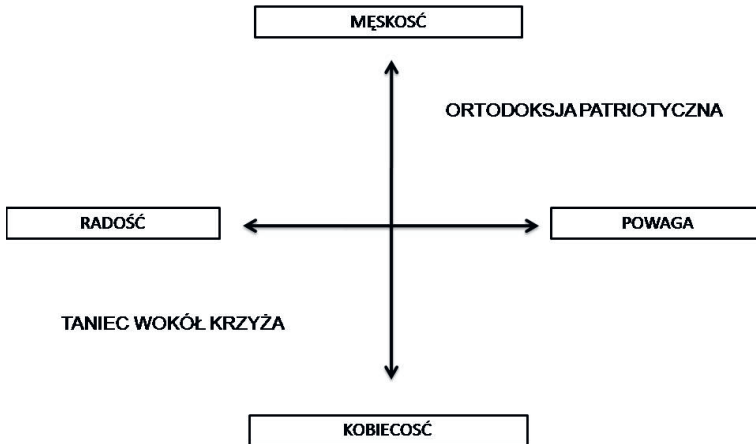 MĘSKOSĆ
ORTODOKSJA PATRIOTYCZNA
RADOŚĆ
POWAGA
TANIEC WOKÓŁ KRZYŻA
KOBIECOSĆ